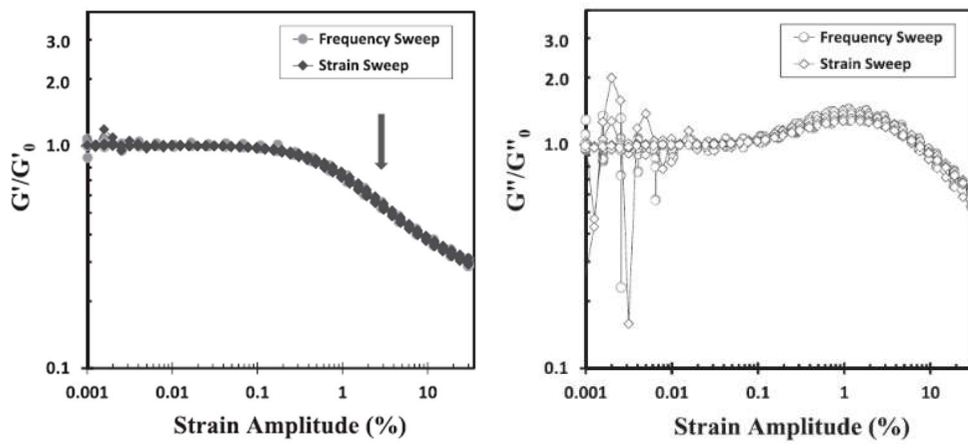 G'/G'₀
3.0
2.0
1.0
0.1
Frequency Sweep
Strain Sweep
0.001 0.01 0.1 1 10
Strain Amplitude (%)
G"/G"₀
3.0
2.0
1.0
0.1
Frequency Sweep
Strain Sweep
0.001 0.01 0.1 1 10
Strain Amplitude (%)